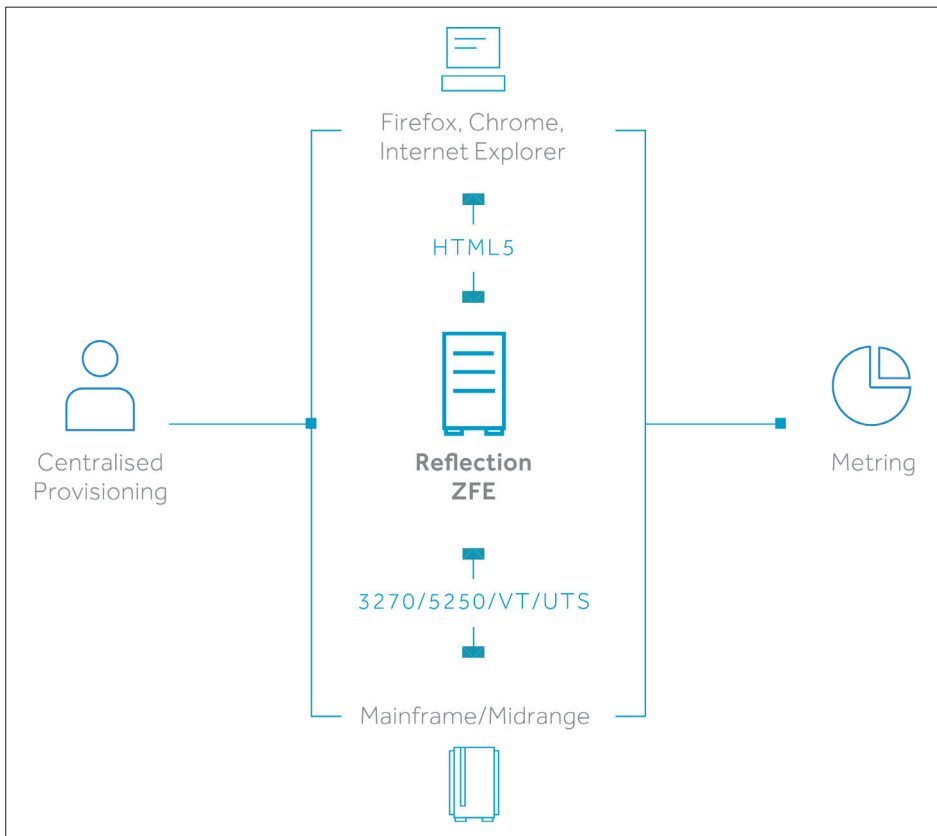 Firefox, Chrome,
Internet Explorer
HTML5
Centralised
Provisioning
Reflection
ZFE
Metring
3270/5250/VT/UTS
Mainframe/Midrange